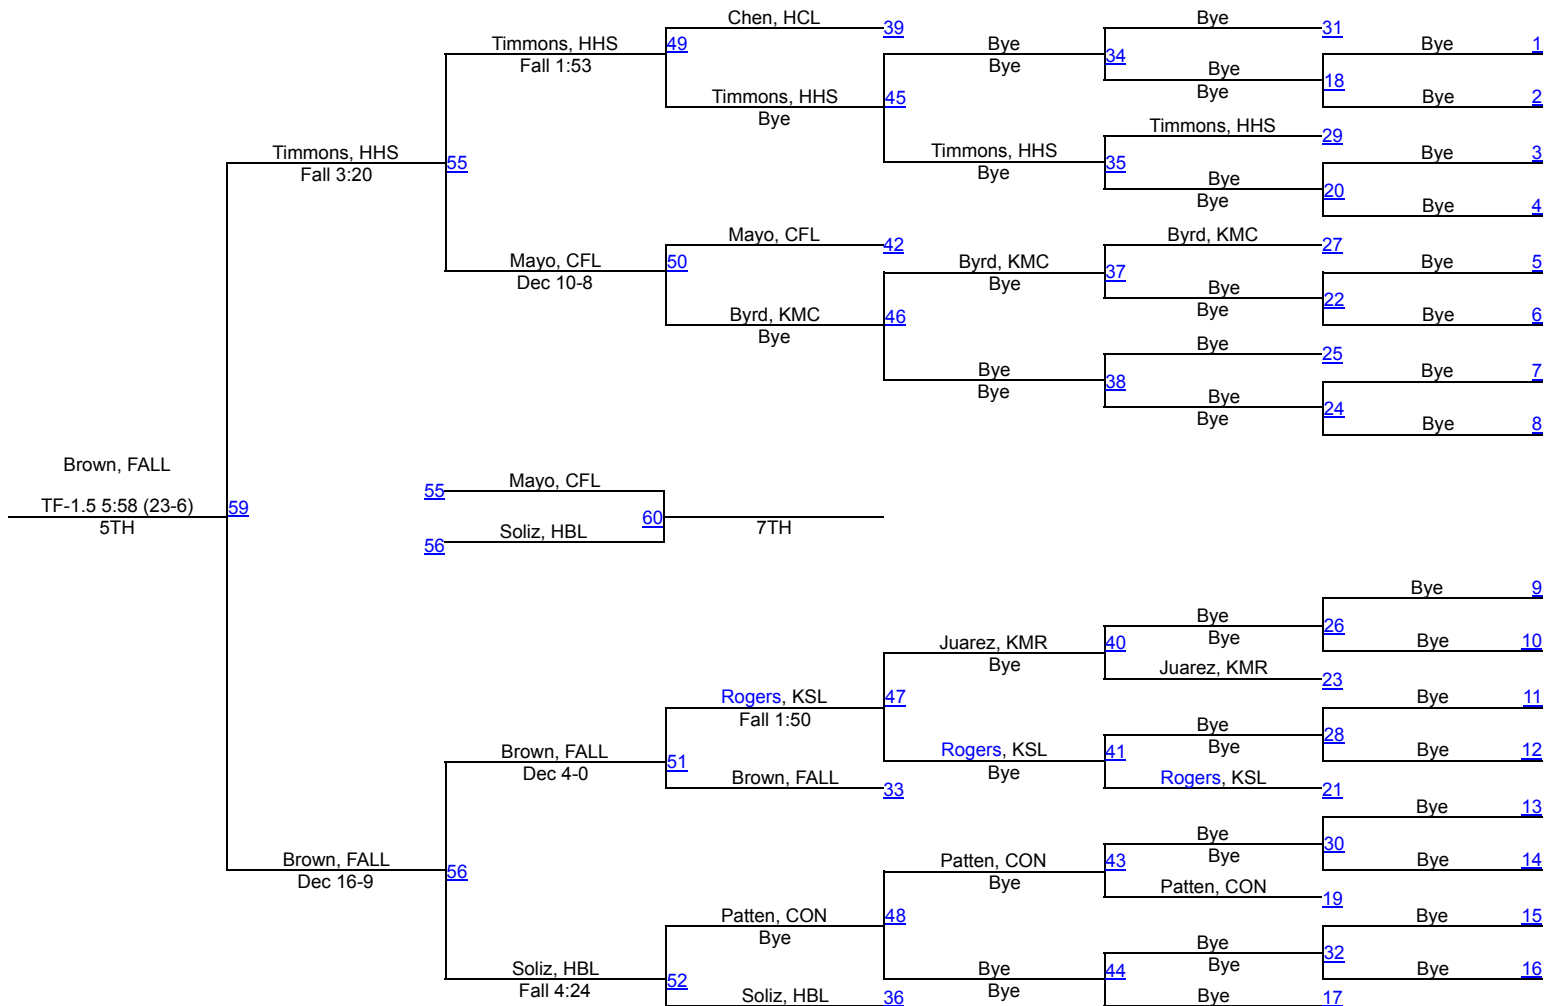 Chen, HCL
39
Bye
31
Timmons, HHS
49
Fall 1:53
Bye
Bye
34
Bye
1
Bye
Bye
18
Timmons, HHS
Bye
45
Bye
2
Timmons, HHS
29
Timmons, HHS
Fall 3:20
55
Timmons, HHS
Bye
35
Bye
3
Bye
Bye
20
Bye
4
Mayo, CFL
42
Byrd, KMC
27
Mayo, CFL
Dec 10-8
50
Byrd, KMC
Bye
37
Bye
5
Bye
Bye
22
Byrd, KMC
Bye
46
Bye
6
Bye
25
Bye
Bye
38
Bye
7
Bye
Bye
24
Bye
8
Brown, FALL
TF-1.5 5:58 (23-6)
5TH
59
55
Mayo, CFL
60
7TH
56
Soliz, HBL
Bye
9
Bye
Bye
26
Juarez, KMR
Bye
40
Bye
10
Juarez, KMR
23
Rogers, KSL
Fall 1:50
47
Bye
11
Bye
Bye
28
Brown, FALL
Dec 4-0
51
Rogers, KSL
Bye
41
Bye
12
Brown, FALL
33
Rogers, KSL
21
Bye
13
Bye
Bye
30
Brown, FALL
Dec 16-9
56
Patten, CON
Bye
43
Bye
14
Patten, CON
19
Patten, CON
Bye
48
Bye
15
Bye
Bye
32
Soliz, HBL
Fall 4:24
52
Bye
Bye
44
Bye
16
Soliz, HBL
36
Bye
17